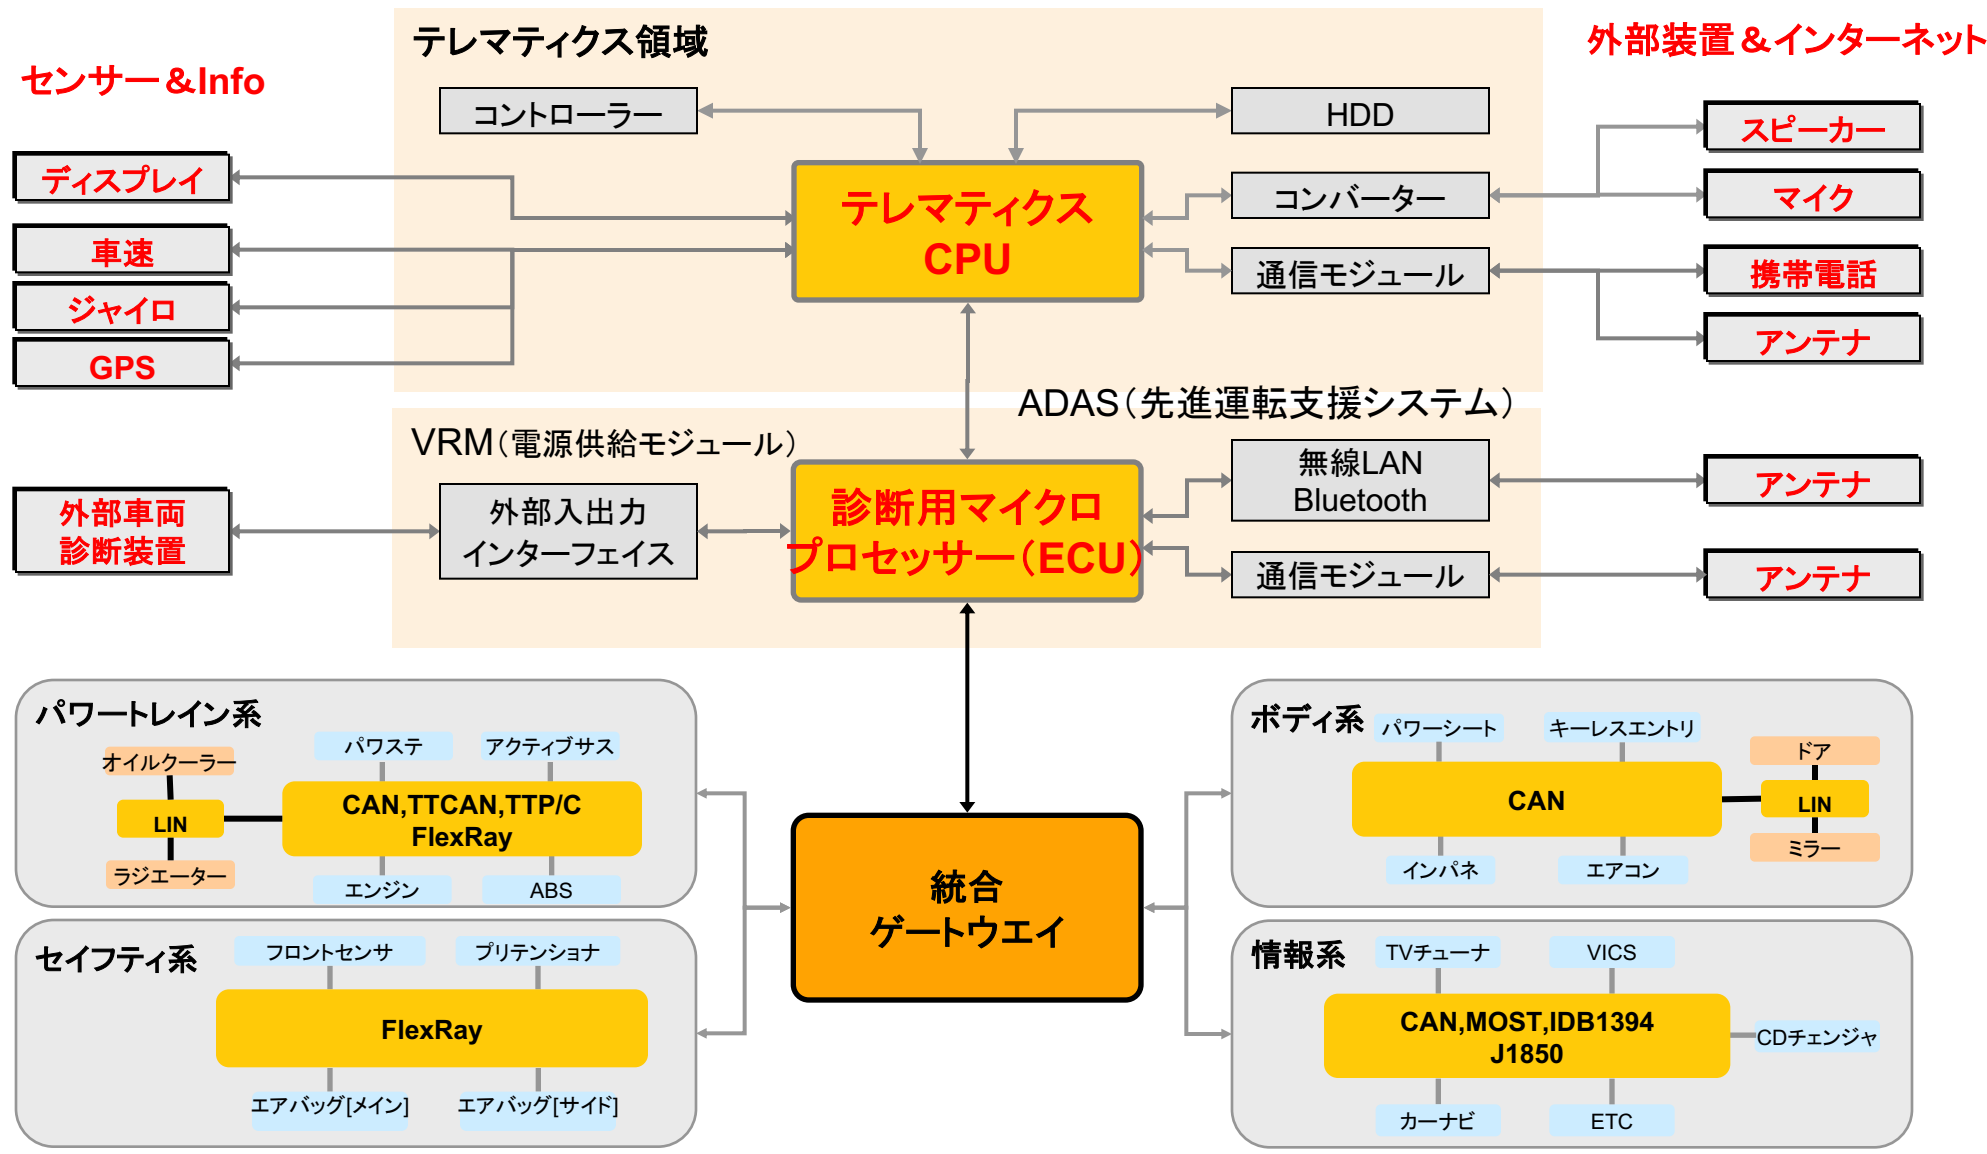 テレマティクス領域
外部装置＆インターネット
センサー＆Info
コントローラー
HDD
スピーカー
ディスプレイ
テレマティクス
CPU
コンバーター
マイク
車速
通信モジュール
携帯電話
ジャイロ
アンテナ
GPS
ADAS（先進運転支援システム）
VRM（電源供給モジュール）
外部車両
診断装置
外部入出力
インターフェイス
診断用マイクロ
プロセッサー（ECU）
無線LAN
Bluetooth
アンテナ
通信モジュール
アンテナ
パワートレイン系
パワステ
アクティブサス
オイルクーラー
CAN,TTCAN,TTP/C
FlexRay
LIN
ラジエーター
エンジン
ABS
ボディ系
パワーシート
キーレスエントリ
ドア
CAN
LIN
ミラー
インパネ
エアコン
統合
ゲートウエイ
セイフティ系
フロントセンサ
プリテンショナ
FlexRay
エアバッグ[メイン]
エアバッグ[サイド]
情報系
TVチューナ
VICS
CAN,MOST,IDB1394
J1850
CDチェンジャ
カーナビ
ETC